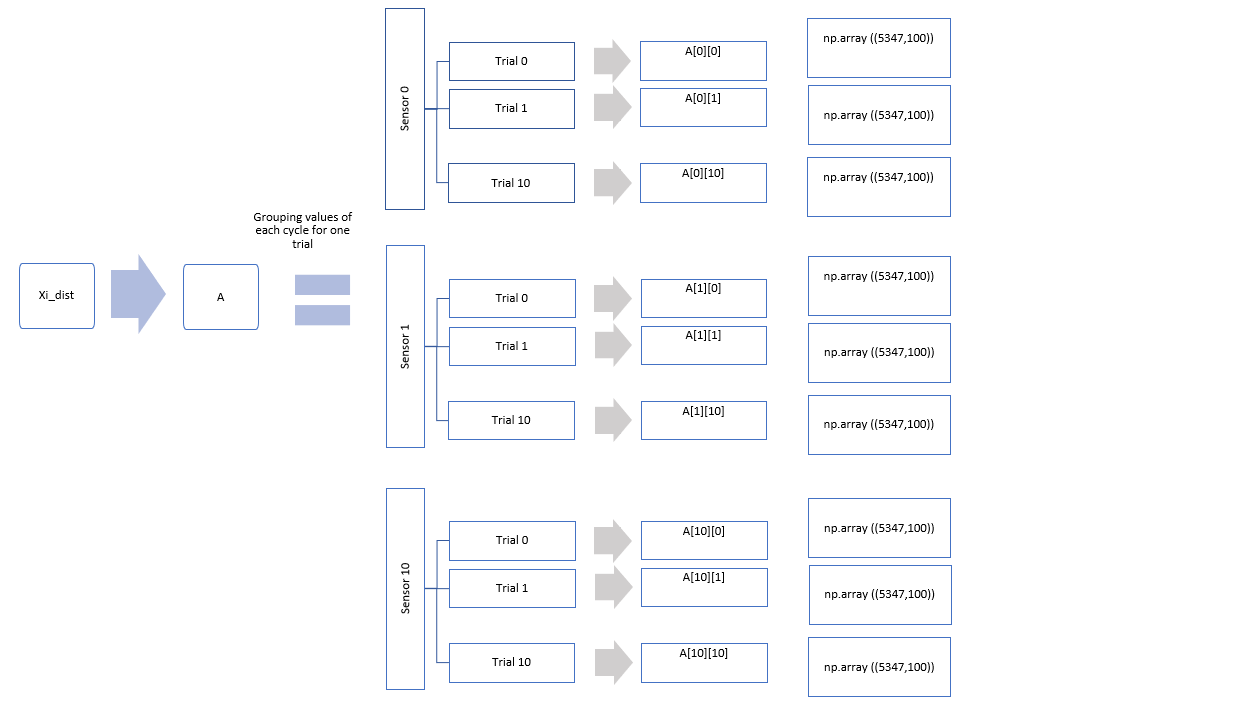 Xi_dist
A
Grouping values of
each cycle for one
trial
Sensor 0
Trial 0
A[0][0]
np.array ((5347,100))
Trial 1
A[0][1]
np.array ((5347,100))
Trial 10
A[0][10]
np.array ((5347,100))
Sensor 1
Trial 0
A[1][0]
np.array ((5347,100))
Trial 1
A[1][1]
np.array ((5347,100))
Trial 10
A[1][10]
np.array ((5347,100))
Sensor 10
Trial 0
A[10][0]
np.array ((5347,100))
Trial 1
A[10][1]
np.array ((5347,100))
Trial 10
A[10][10]
np.array ((5347,100))